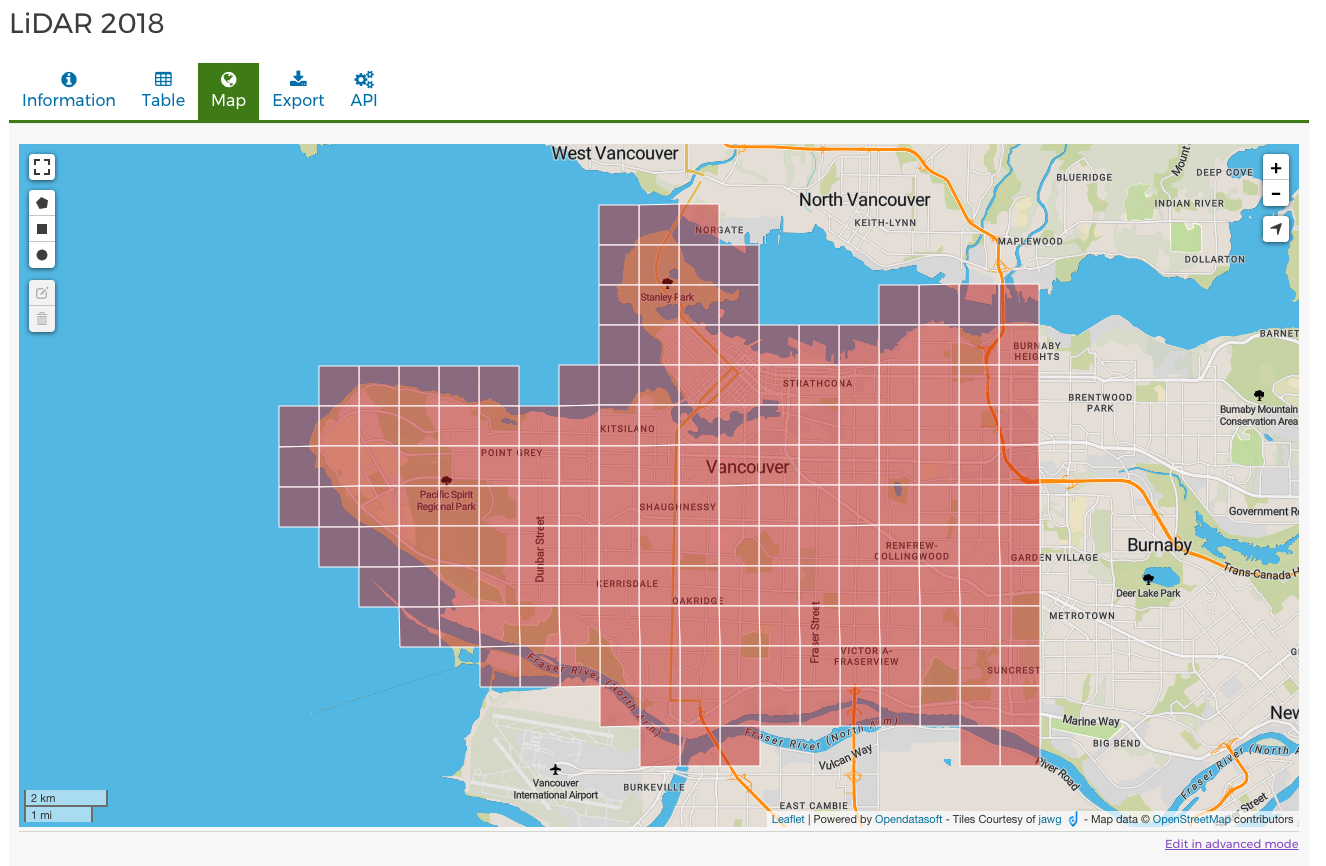 LiDAR 2018
Information Table Map Export API
West Vancouver
North Vancouver
Mount
BLUERIDGE
DEEP COVE
INDIAN RIVER
KEITH-LYNN
NORGATE
MAPLEWOOD
DOLLARTON
Stanley Park
BARNET
BURNABY
HEIGHTS
STRATHCONA
BRENTWOOD
PARK
Burnaby Mountain
Conservation Area
KITSILANO
POINT GREY
Vancouver
Pacific Spirit
Regional Park
SHAUGHNESSY
Government R
Dunbar Street
RENFREW-
COLLINGWOOD
GARDEN VILLAGE
Burnaby
Trans-Canada H
KERRISDALE
Deer Lake Park
OAKRIDGE
METROTOWN
Fraser Street
VICTORIA-
FRASERVIEW
SUNCREST
Fraser River (North Arm)
Fraser River (North Arm)
Marine Way
New
BIG BEND
Fraser River (North A
Vulcan Way
River Road
Vancouver
International Airport
BURKEVILLE
EAST CAMBIE
Street
2 km
1 mi
Leaflet | Powered by Opendatasoft - Tiles Courtesy of jawg - Map data © OpenStreetMap contributors
Edit in advanced mode